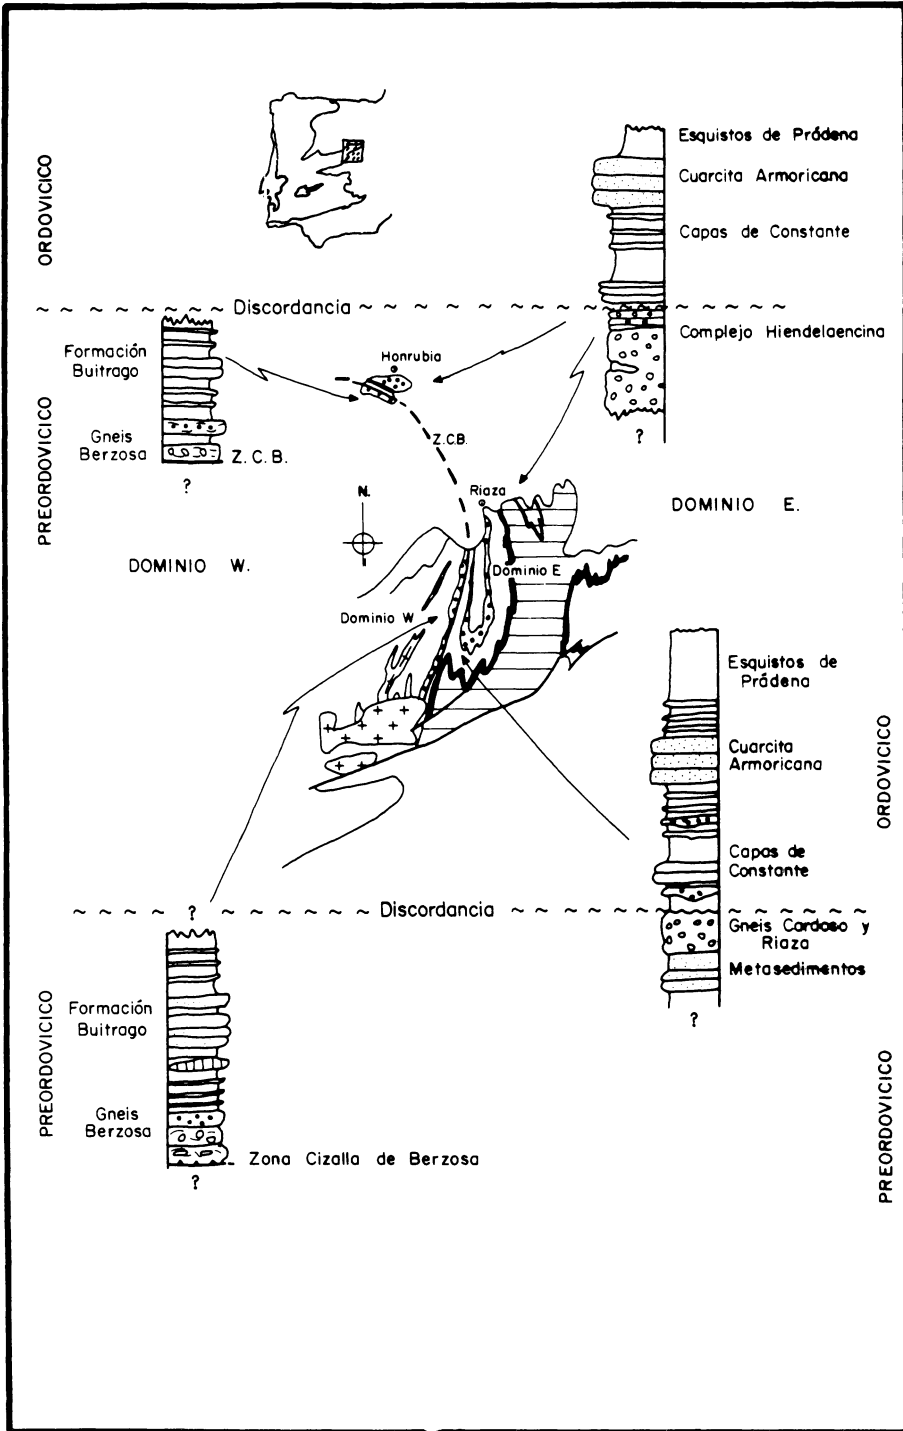 ORDOVICICO
Esquistos de Prádena
Cuarcita Armoricana
Capas de Constante
Discordancia
Formación
Buitrago
Honrubia
Complejo Hiendelaencina
PREORDOVICICO
Gneis
Berzosa
Z.C.B.
?
Z.C.B.
?
N.
Riaza
DOMINIO E.
DOMINIO W.
Dominio E
Dominio W
Esquistos de
Prádena
Cuarcita
Armoricana
ORDOVICICO
Capas de
Constante
?
Discordancia
Gneis Cardoso y
Riaza
Metasedimentos
?
PREORDOVICICO
Formación
Buitrago
Gneis
Berzosa
Zona Cizalla de Berzosa
?
PREORDOVICICO